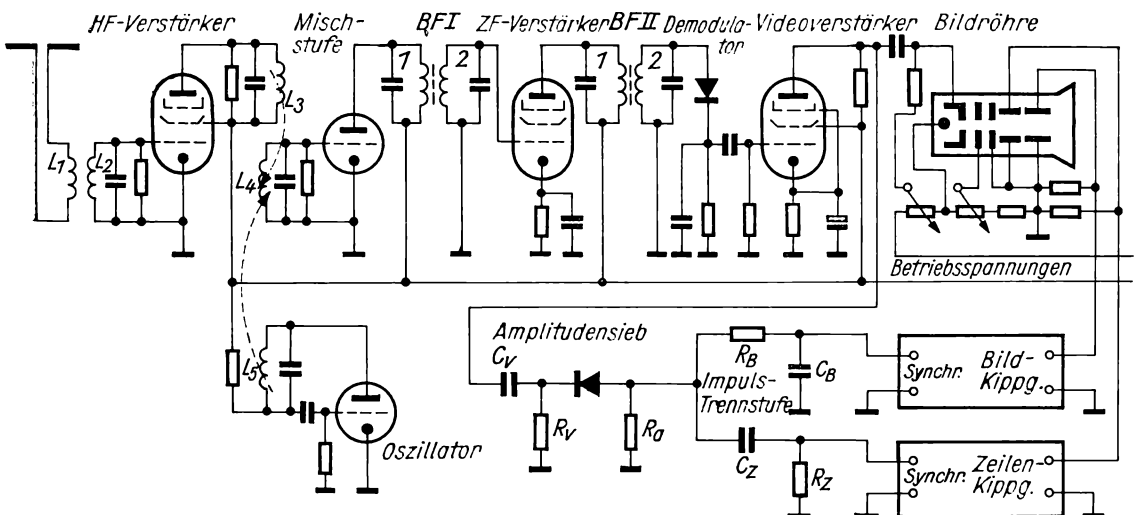 HF-Verstärker
Misch-
stufe
BFI
ZF-Verstärker
BFII
Demodula-
tor
Videoverstärker
Bildröhre
L1
L2
L3
L4
1
2
1
2
Betriebsspannungen
L5
Oszillator
Amplitudensieb
CV
RV
Ra
RB
CB
Impuls-
Trennstufe
CZ
RZ
Synchr.
Bild-
Kippg.
Synchr.
Zeilen-
Kippg.